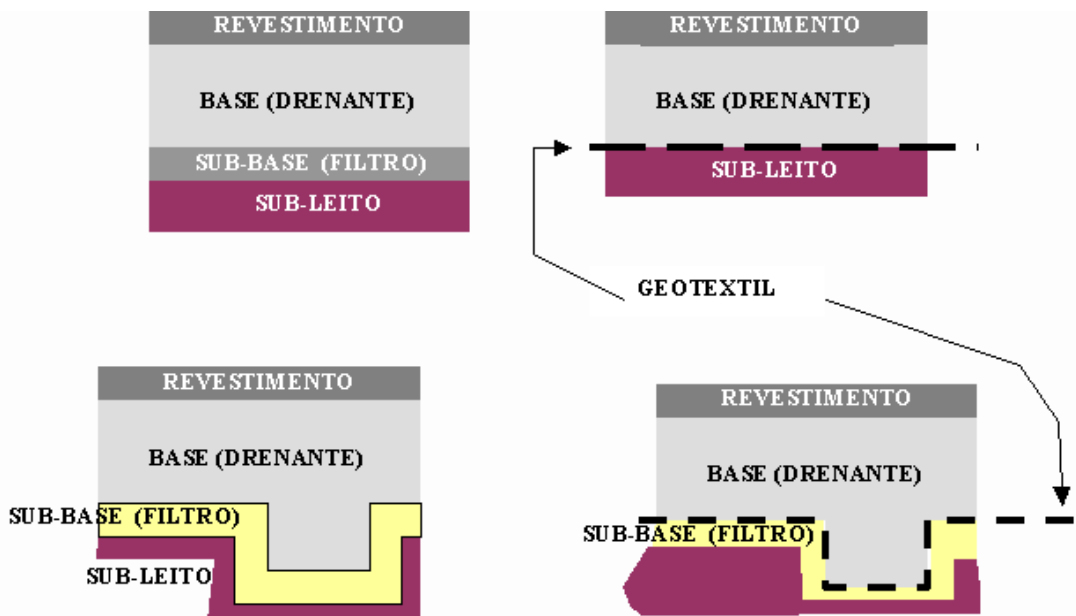 REVESTIMENTO
BASE (DRENANTE)
SUB-BASE (FILTRO)
SUB-LEITO
REVESTIMENTO
BASE (DRENANTE)
SUB-LEITO
GEOTEXTIL
REVESTIMENTO
BASE (DRENANTE)
SUB-BASE (FILTRO)
SUB-LEITO
REVESTIMENTO
BASE (DRENANTE)
SUB-BASE (FILTRO)